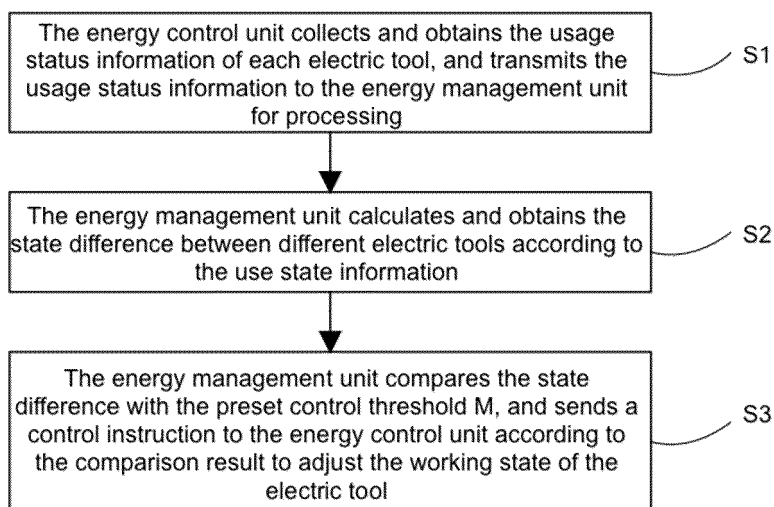 The energy control unit collects and obtains the usage
status information of each electric tool, and transmits the
usage status information to the energy management unit
for processing
S1
The energy management unit calculates and obtains the
state difference between different electric tools according to
the use state information
S2
The energy management unit compares the state
difference with the preset control threshold M, and sends a
control instruction to the energy control unit according to
the comparison result to adjust the working state of the
electric tool
S3